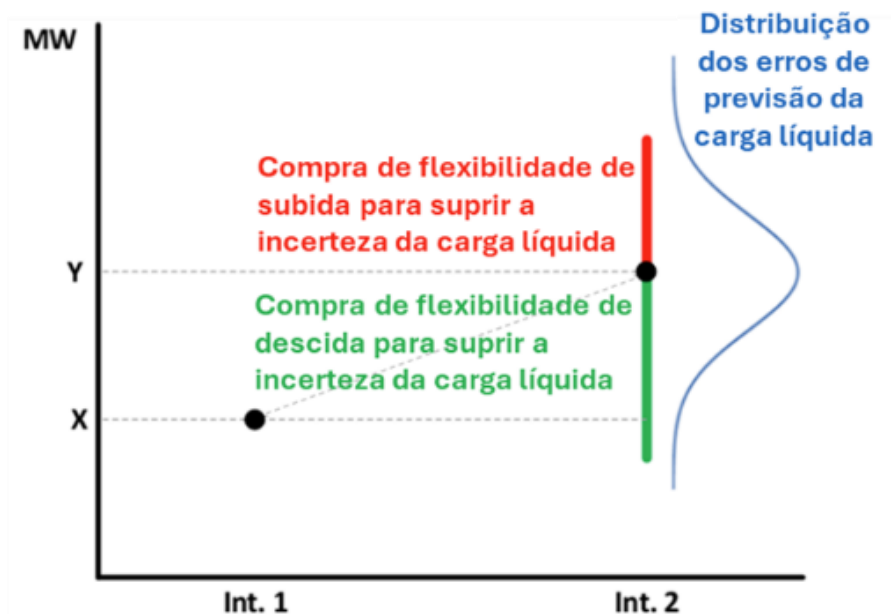 MW
Distribuição
dos erros de
previsão da
carga líquida
Compra de flexibilidade de
subida para suprir a
incerteza da carga líquida
Y
Compra de flexibilidade de
descida para suprir a
incerteza da carga líquida
X
Int. 1
Int. 2